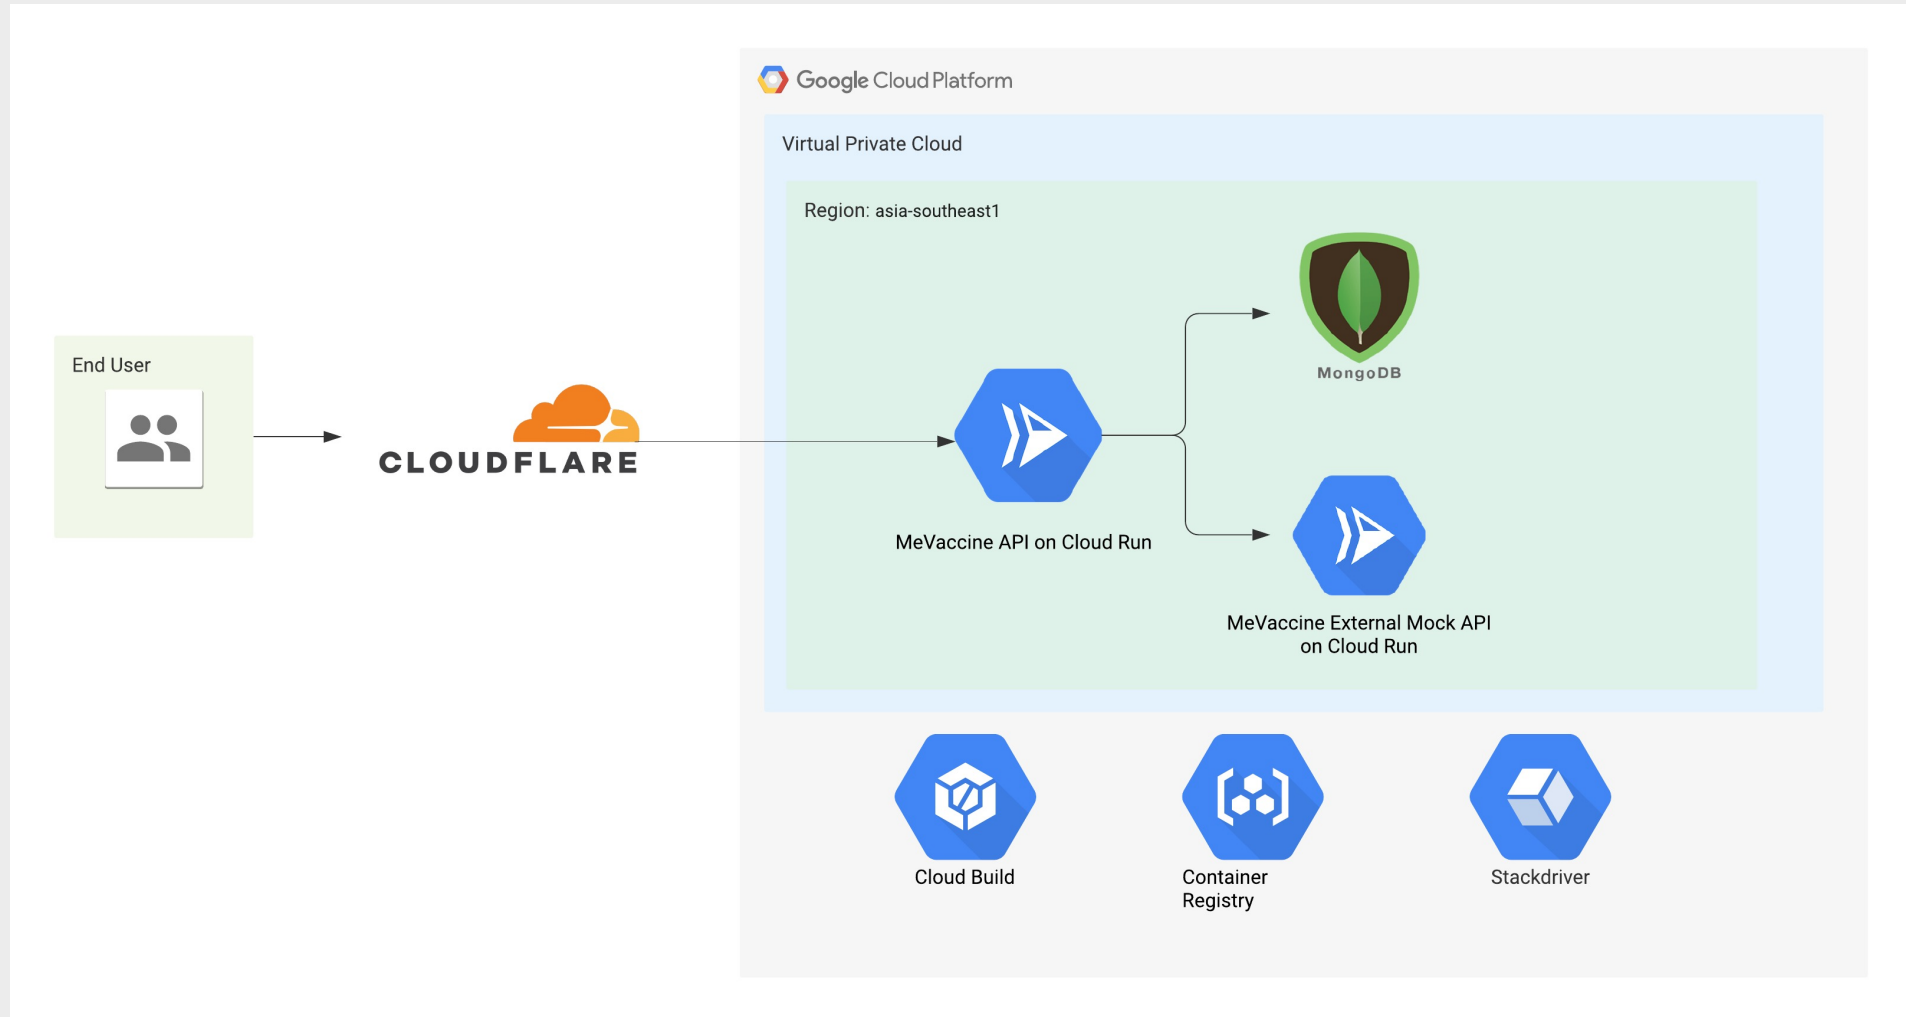 Google Cloud Platform
Virtual Private Cloud
Region: asia-southeast1
End User
CLOUDFLARE
MongoDB
MeVaccine API on Cloud Run
MeVaccine External Mock API
on Cloud Run
Cloud Build
Container
Registry
Stackdriver